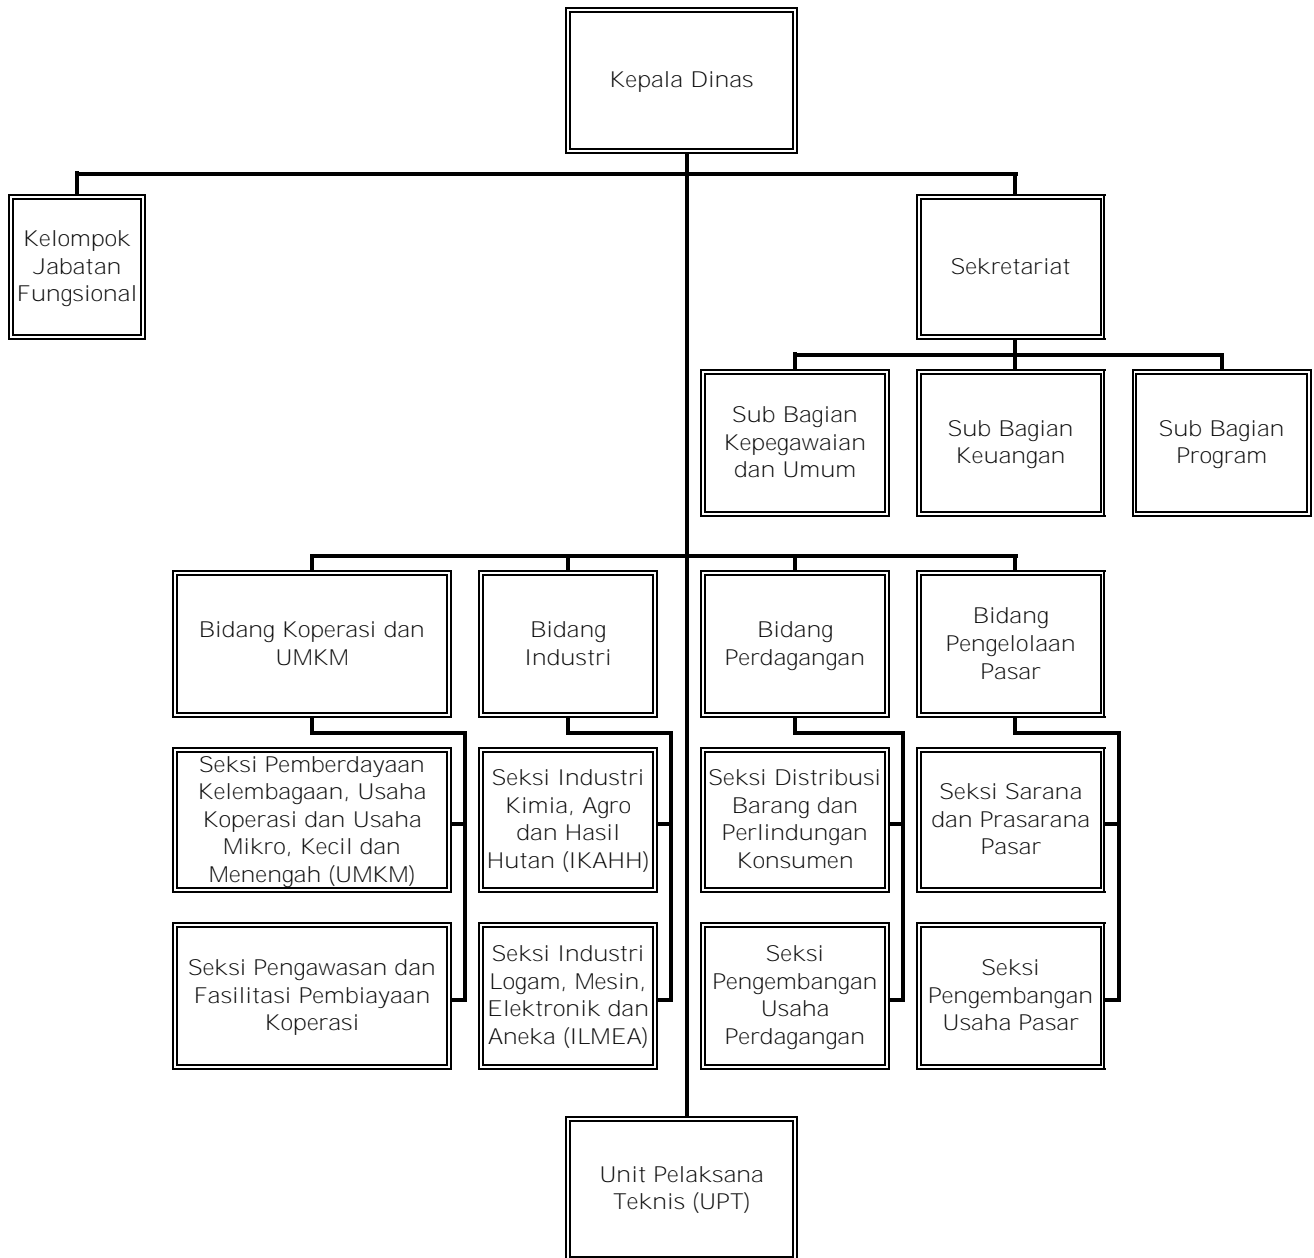 Kepala Dinas
Kelompok
Jabatan
Fungsional
Sekretariat
Sub Bagian
Kepegawaian
dan Umum
Sub Bagian
Keuangan
Sub Bagian
Program
Bidang Koperasi dan
UMKM
Bidang
Industri
Bidang
Perdagangan
Bidang
Pengelolaan
Pasar
Seksi Pemberdayaan
Kelembagaan, Usaha
Koperasi dan Usaha
Mikro, Kecil dan
Menengah (UMKM)
Seksi Industri
Kimia, Agro
dan Hasil
Hutan (IKAHH)
Seksi Distribusi
Barang dan
Perlindungan
Konsumen
Seksi Sarana
dan Prasarana
Pasar
Seksi Pengawasan dan
Fasilitasi Pembiayaan
Koperasi
Seksi Industri
Logam, Mesin,
Elektronik dan
Aneka (ILMEA)
Seksi
Pengembangan
Usaha
Perdagangan
Seksi
Pengembangan
Usaha Pasar
Unit Pelaksana
Teknis (UPT)